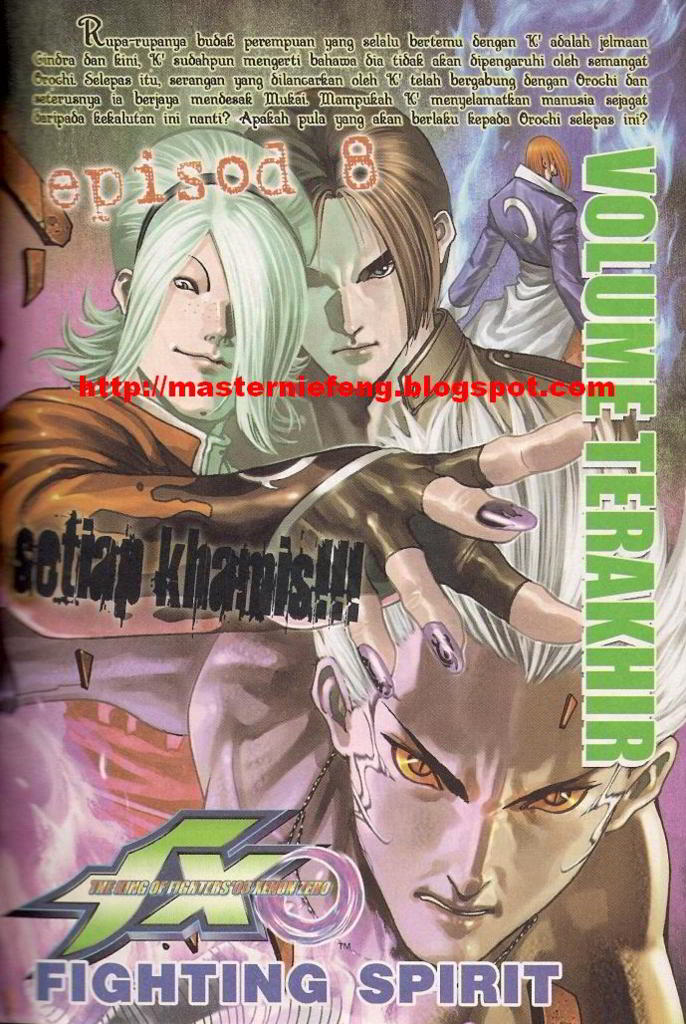 Rupa-rupanya budak perempuan yang selalu bertemu dengan K' adalah jelmaan
Gindra dan kini, K' sudahpun mengerti bahawa dia tidak akan dipengaruhi oleh semangat
Orochi. Selepas itu, serangan yang dilancarkan oleh K' telah bergabung dengan Orochi dan
seterusnya ia berjaya mendesak Mukai. Mampukah K' menyelamatkan manusia sejagat
daripada kekalutan ini nanti? Apakah pula yang akan berlaku kepada Orochi selepas ini?
episod 8
VOLUME TERAKHIR
http://masterniefeng.blogspot.com
setiap khamis!!!
fx
THE KING OF FIGHTERS '03 XENON ZERO
TM
FIGHTING SPIRIT